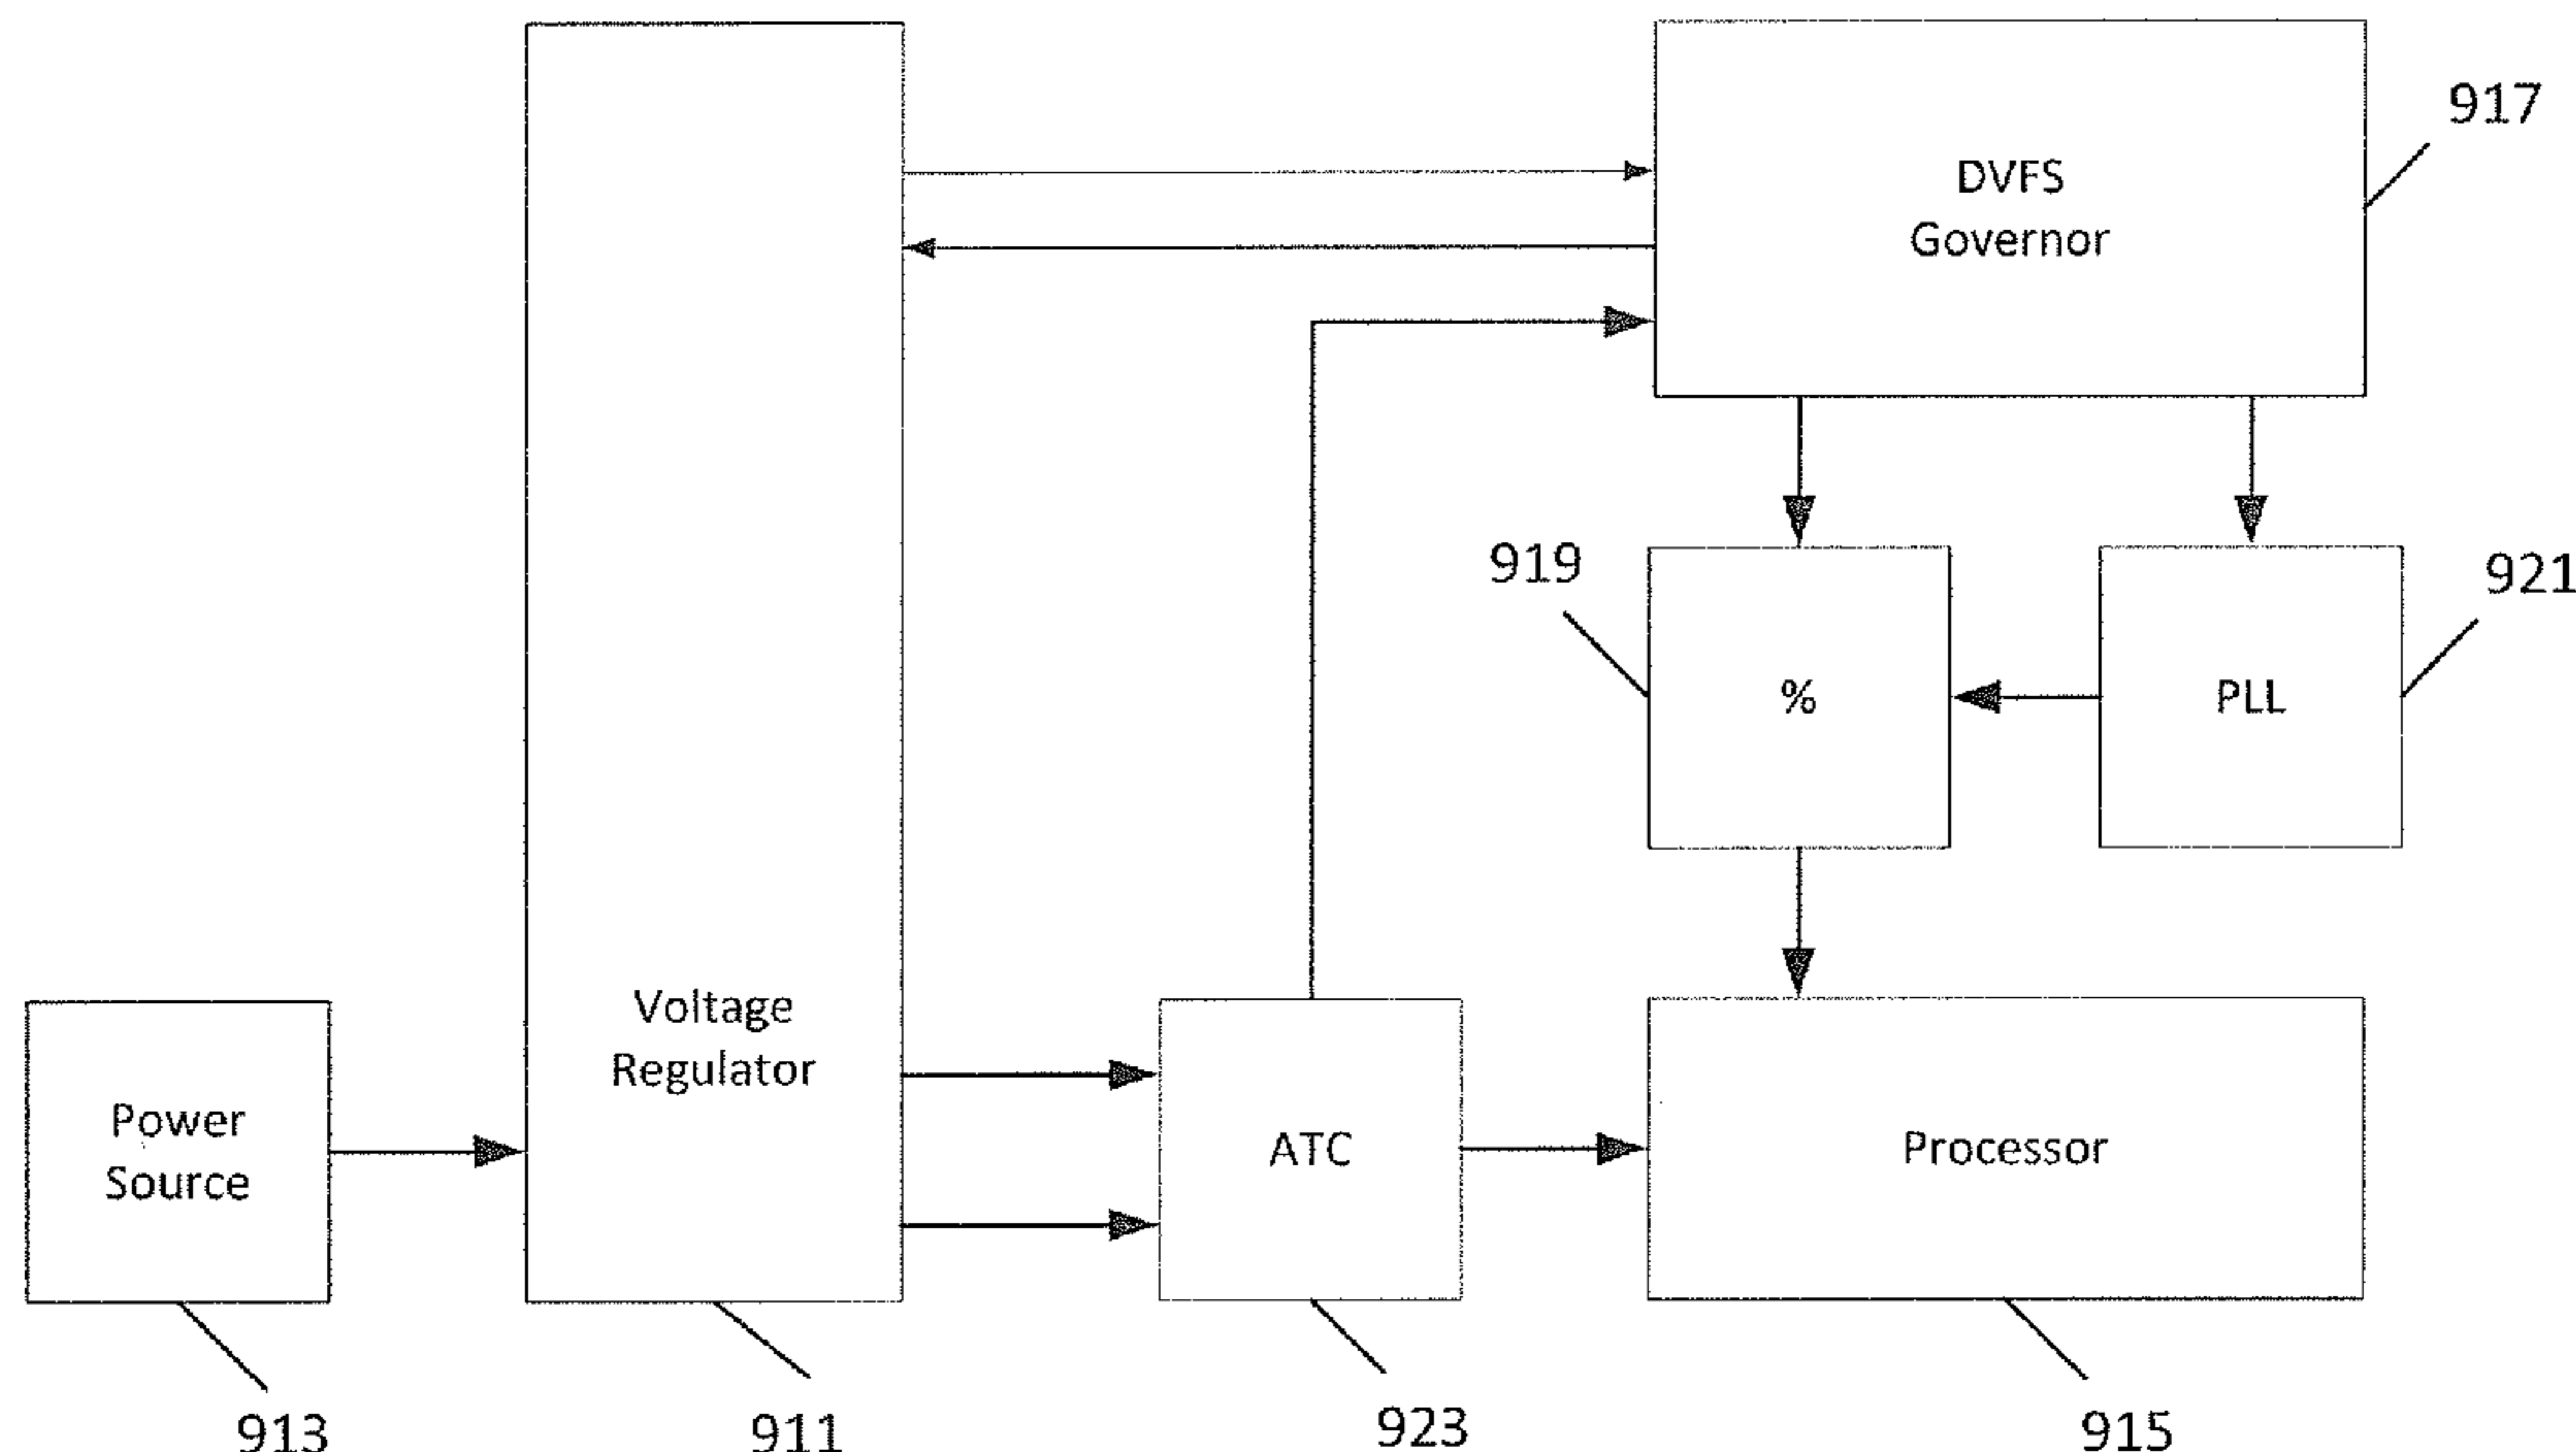 917
DVFS
Governor
919
921
%
PLL
Voltage
Regulator
Power
Source
ATC
Processor
913
911
923
915